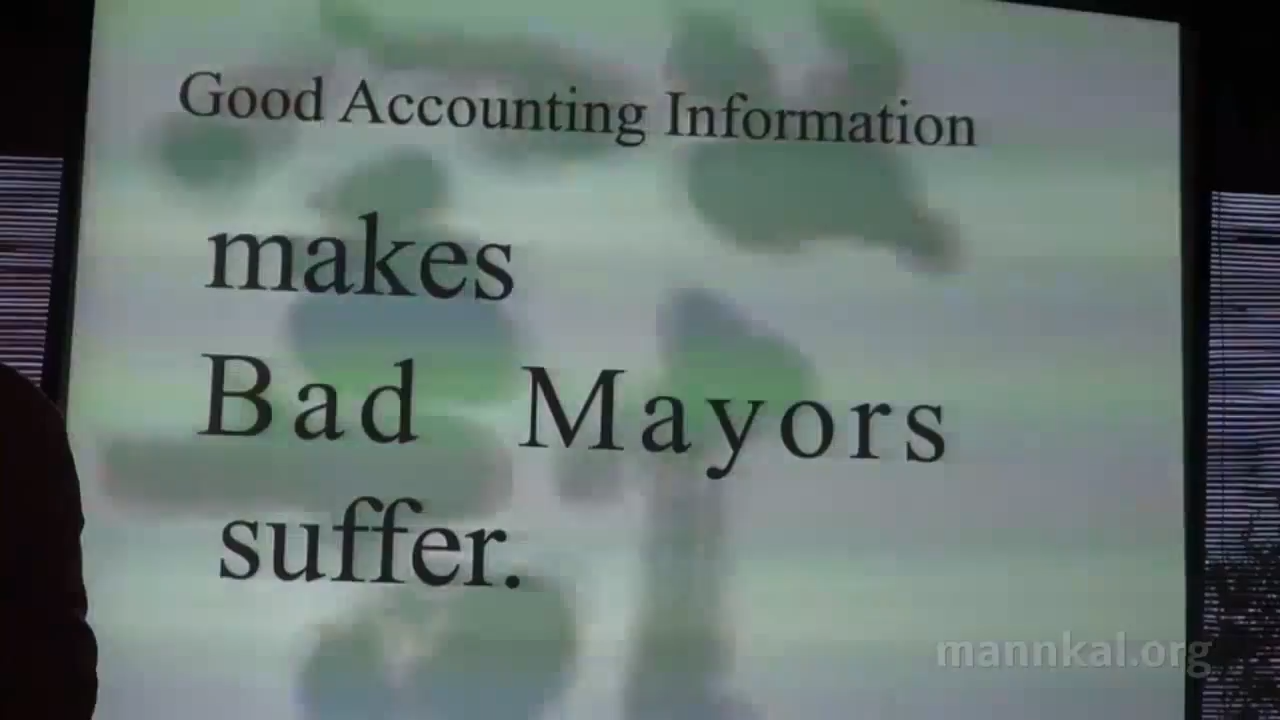 Good Accounting Information
makes
Bad Mayors
suffer.
mannkal.org